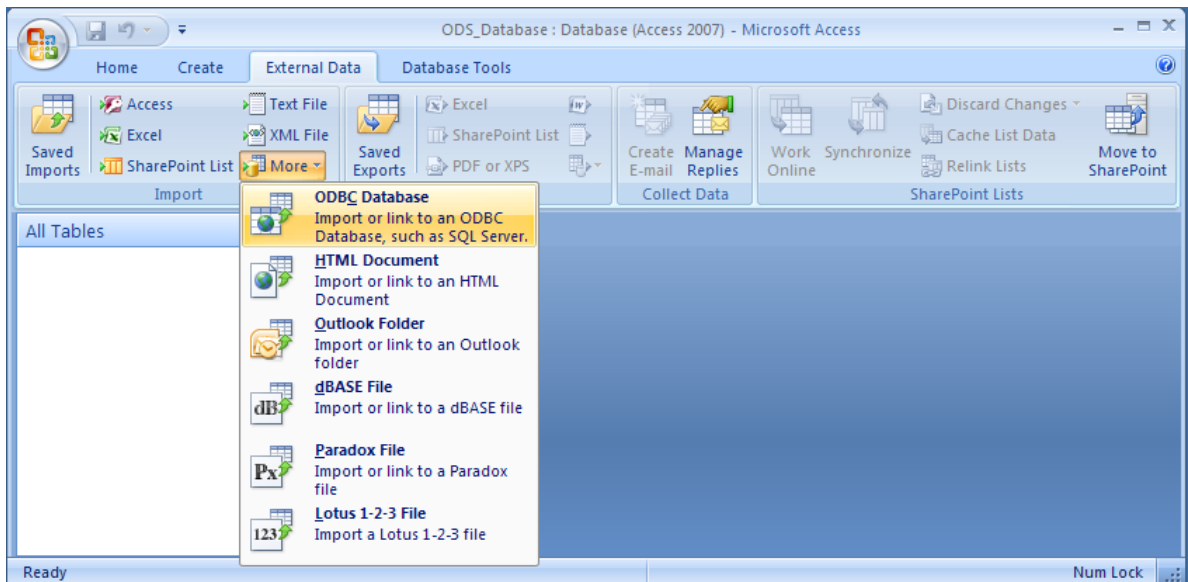 ODS_Database : Database (Access 2007) - Microsoft Access
Home Create External Data Database Tools
Saved Imports
Access
Excel
SharePoint List
Text File
XML File
More
Import
Saved Exports
Excel
SharePoint List
PDF or XPS
Create E-mail
Manage Replies
Collect Data
Work Online
Synchronize
Discard Changes
Cache List Data
Relink Lists
Move to SharePoint
SharePoint Lists
All Tables
ODBC Database
Import or link to an ODBC
Database, such as SQL Server.
HTML Document
Import or link to an HTML
Document
Outlook Folder
Import or link to an Outlook
folder
dB
dBASE File
Import or link to a dBASE file
Px
Paradox File
Import or link to a Paradox
file
123
Lotus 1-2-3 File
Import a Lotus 1-2-3 file
Ready
Num Lock